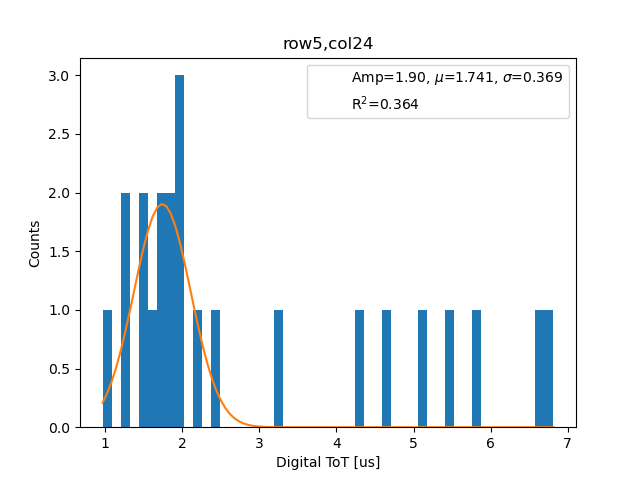 row5,col24
Amp=1.90, μ=1.741, σ=0.369
R²=0.364
3.0
2.5
2.0
1.5
1.0
0.5
0.0
Counts
1 2 3 4 5 6 7
Digital ToT [us]